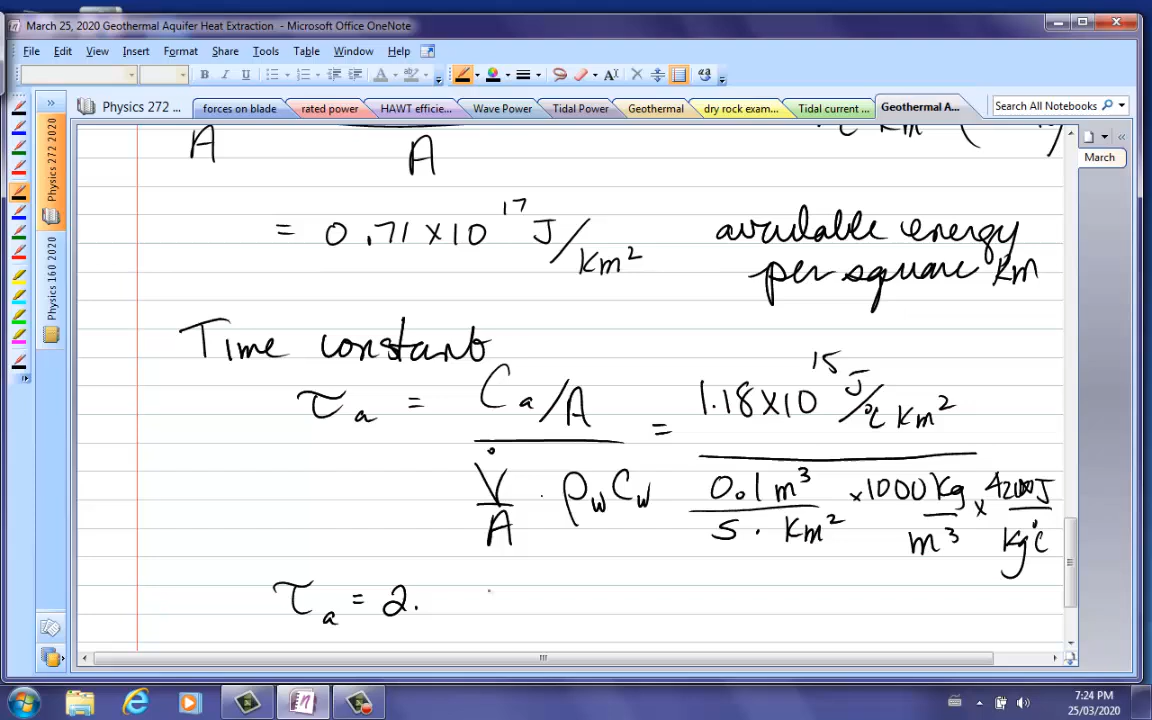 March 25, 2020 Geothermal Aquifer Heat Extraction - Microsoft Office OneNote
File Edit View Insert Format Share Tools Table Window Help
Physics 272 ... forces on blade rated power HAWT efficie... Wave Power Tidal Power Geothermal dry rock exam... Tidal current ... Geothermal A... Search All Notebooks
March
Physics 272 2020
Physics 160 2020
A A °C Km
= 0.71 × 10^17 J/Km² available energy
per square Km
Time constant
τa = Ca/A = 1.18×10^15 J/°C Km²
V̇/A · ρw Cw 0.1 m³/S · Km² ×1000 Kg/m³ × 4200J/Kg°C
τa = 2.
7:24 PM
25/03/2020